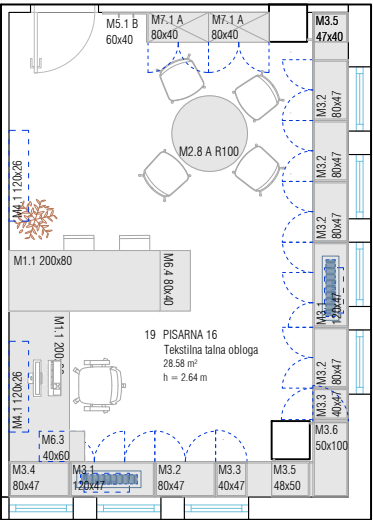 M5.1 B
60x40
M7.1 A
80x40
M7.1 A
80x40
M3.5
47x40
M3.2
80x47
M3.2
80x47
M3.2
80x47
M2.8 A R100
M4.1 120x26
M1.1 200x80
M6.4 80x40
M3.1
120x47
19 PISARNA 16
Tekstilna talna obloga
28.58 m²
h = 2.64 m
M1.1 200
M4.1 120x26
M3.2
80x47
M3.3
40x47
M6.3
40x60
M3.6
50x100
M3.4
80x47
M3.1
120x47
M3.2
80x47
M3.3
40x47
M3.5
48x50